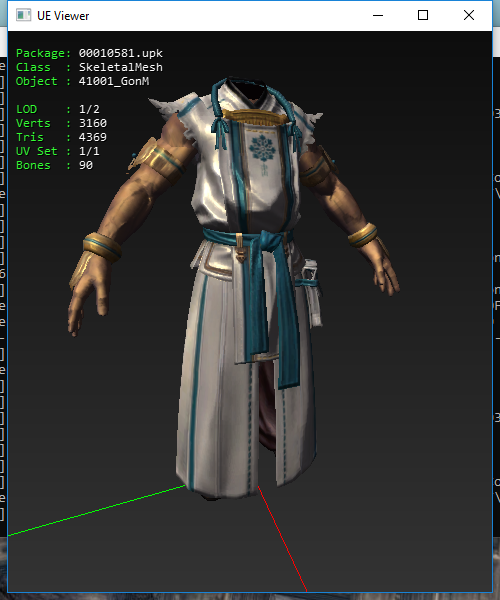 UE Viewer
Package: 00010581.upk
Class  : SkeletalMesh
Object : 41001_GonM
LOD    : 1/2
Verts  : 3160
Tris   : 4369
UV Set : 1/1
Bones  : 90